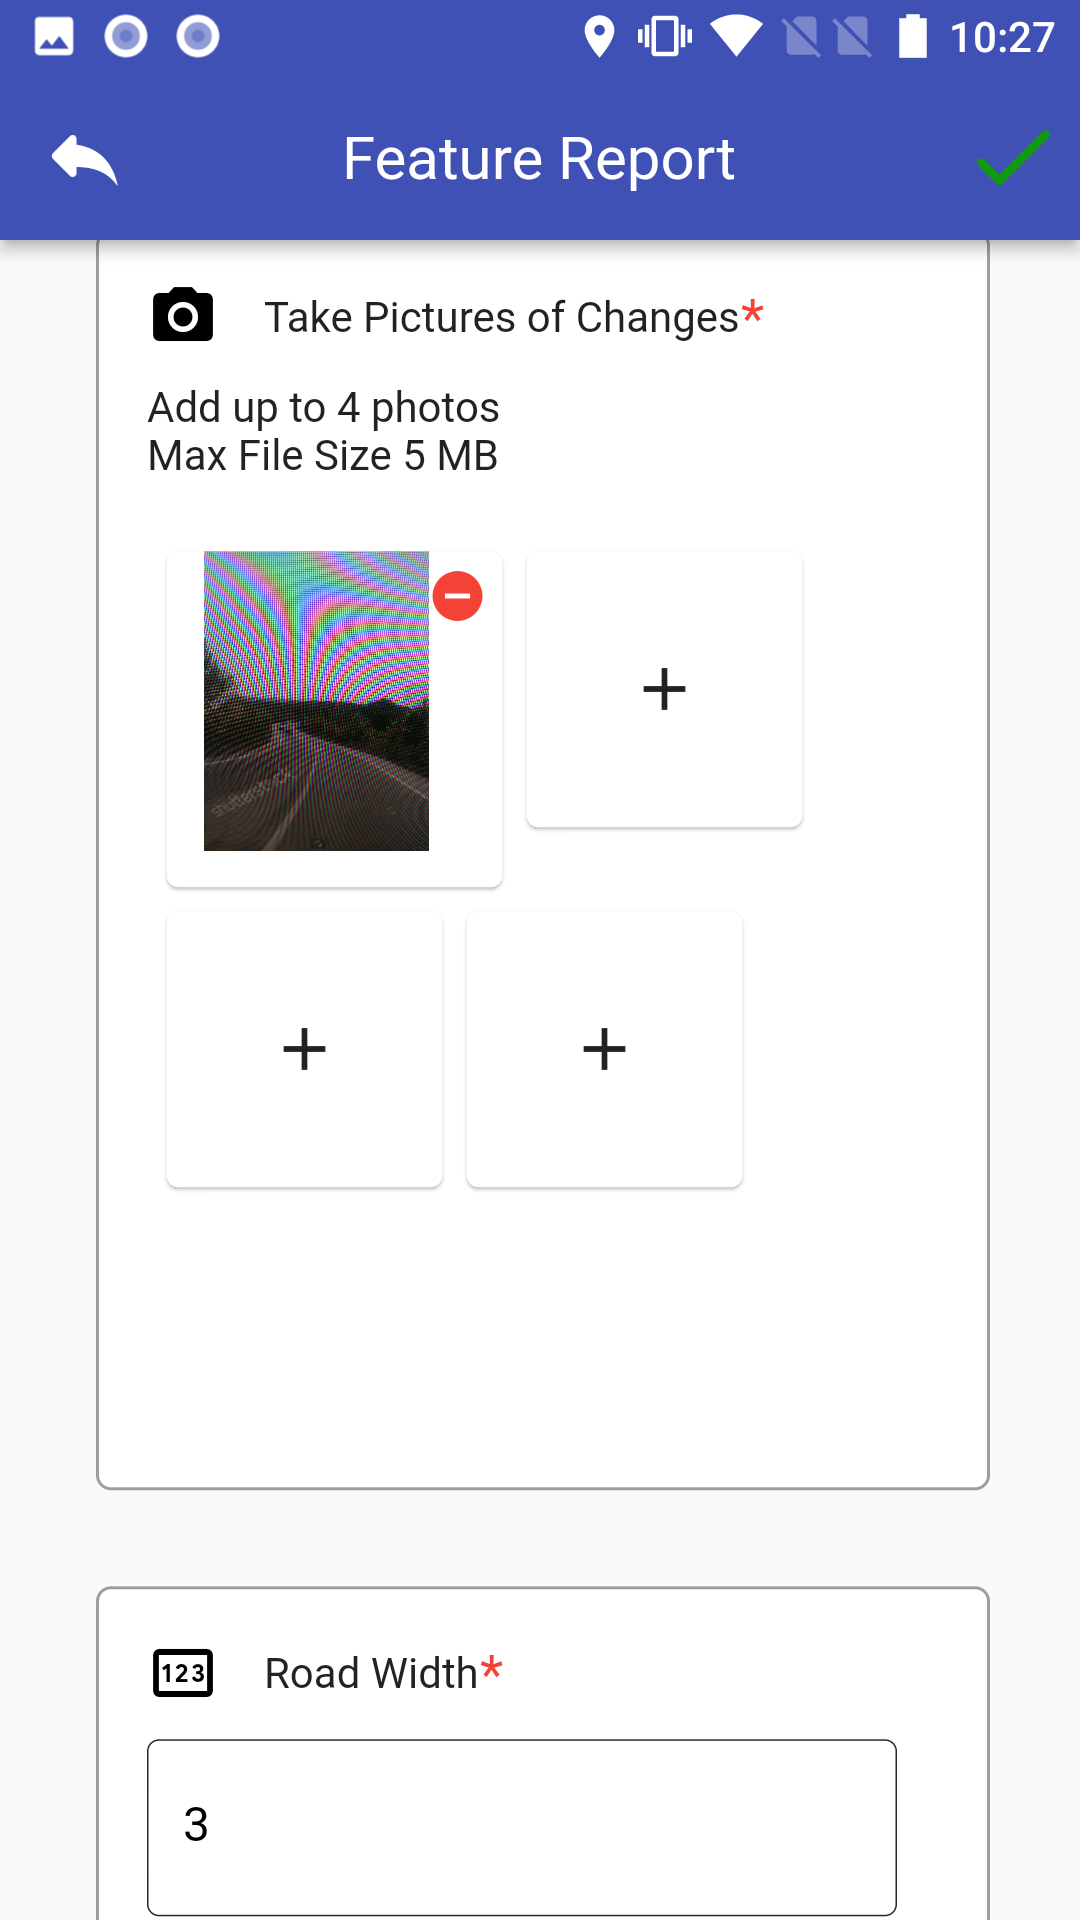 10:27
Feature Report
Take Pictures of Changes*
Add up to 4 photos
Max File Size 5 MB
shutterstock
123
Road Width*
3